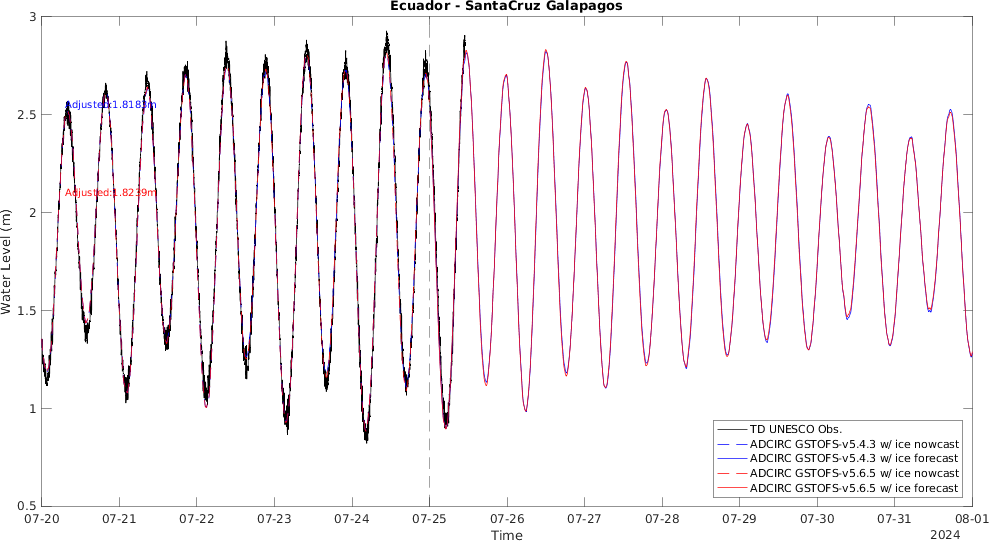 Ecuador - SantaCruz Galapagos
Water Level (m)
3
2.5
2
1.5
1
0.5
Adjusted:1.8183m
Adjusted:1.8239m
TD UNESCO Obs.
ADCIRC GSTOFS-v5.4.3 w/ ice nowcast
ADCIRC GSTOFS-v5.4.3 w/ ice forecast
ADCIRC GSTOFS-v5.6.5 w/ ice nowcast
ADCIRC GSTOFS-v5.6.5 w/ ice forecast
07-20 07-21 07-22 07-23 07-24 07-25 07-26 07-27 07-28 07-29 07-30 07-31 08-01
Time
2024